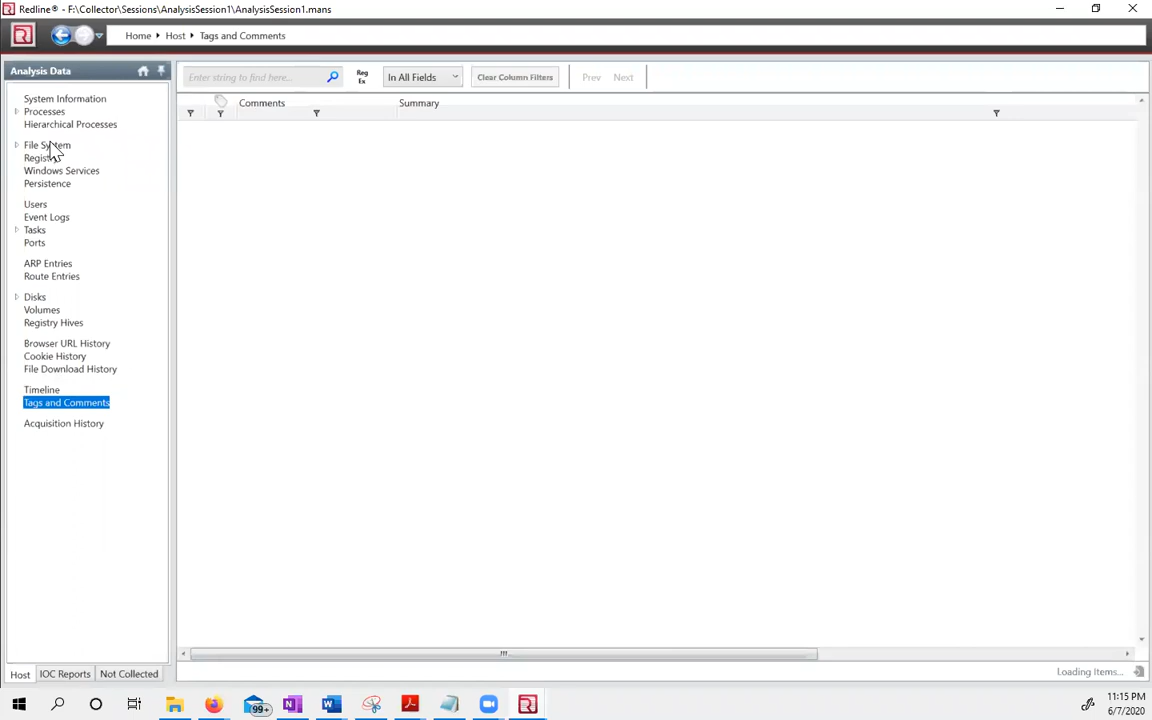 Redline® - F:\Collector\Sessions\AnalysisSession1\AnalysisSession1.mans
Home Host Tags and Comments
Analysis Data
Enter string to find here...
Reg Ex
In All Fields
Clear Column Filters
Prev Next
Comments Summary
System Information
Processes
Hierarchical Processes
File System
Registry
Windows Services
Persistence
Users
Event Logs
Tasks
Ports
ARP Entries
Route Entries
Disks
Volumes
Registry Hives
Browser URL History
Cookie History
File Download History
Timeline
Tags and Comments
Acquisition History
Host IOC Reports Not Collected
Loading Items...
99+
11:15 PM
6/7/2020